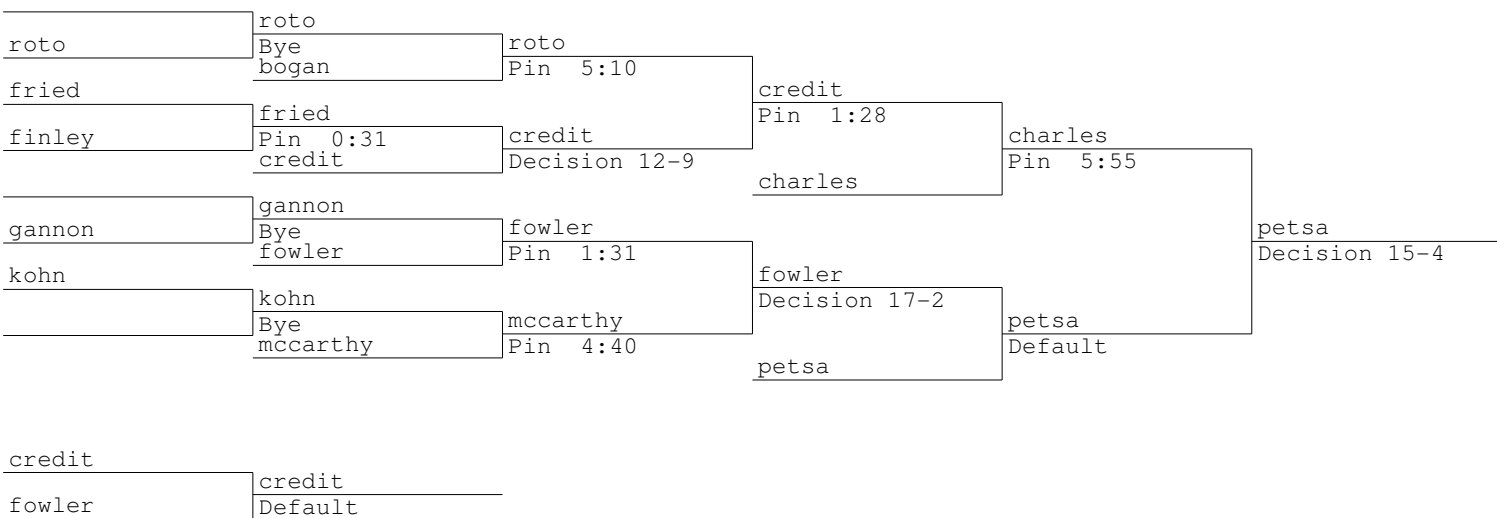 roto
roto
Bye
roto
bogan
Pin 5:10
fried
credit
fried
Pin 1:28
finley
Pin 0:31
credit
charles
credit
Decision 12-9
Pin 5:55
charles
gannon
gannon
Bye
fowler
petsa
fowler
Pin 1:31
Decision 15-4
kohn
fowler
kohn
Decision 17-2
Bye
mccarthy
petsa
mccarthy
Pin 4:40
Default
petsa
credit
credit
fowler
Default